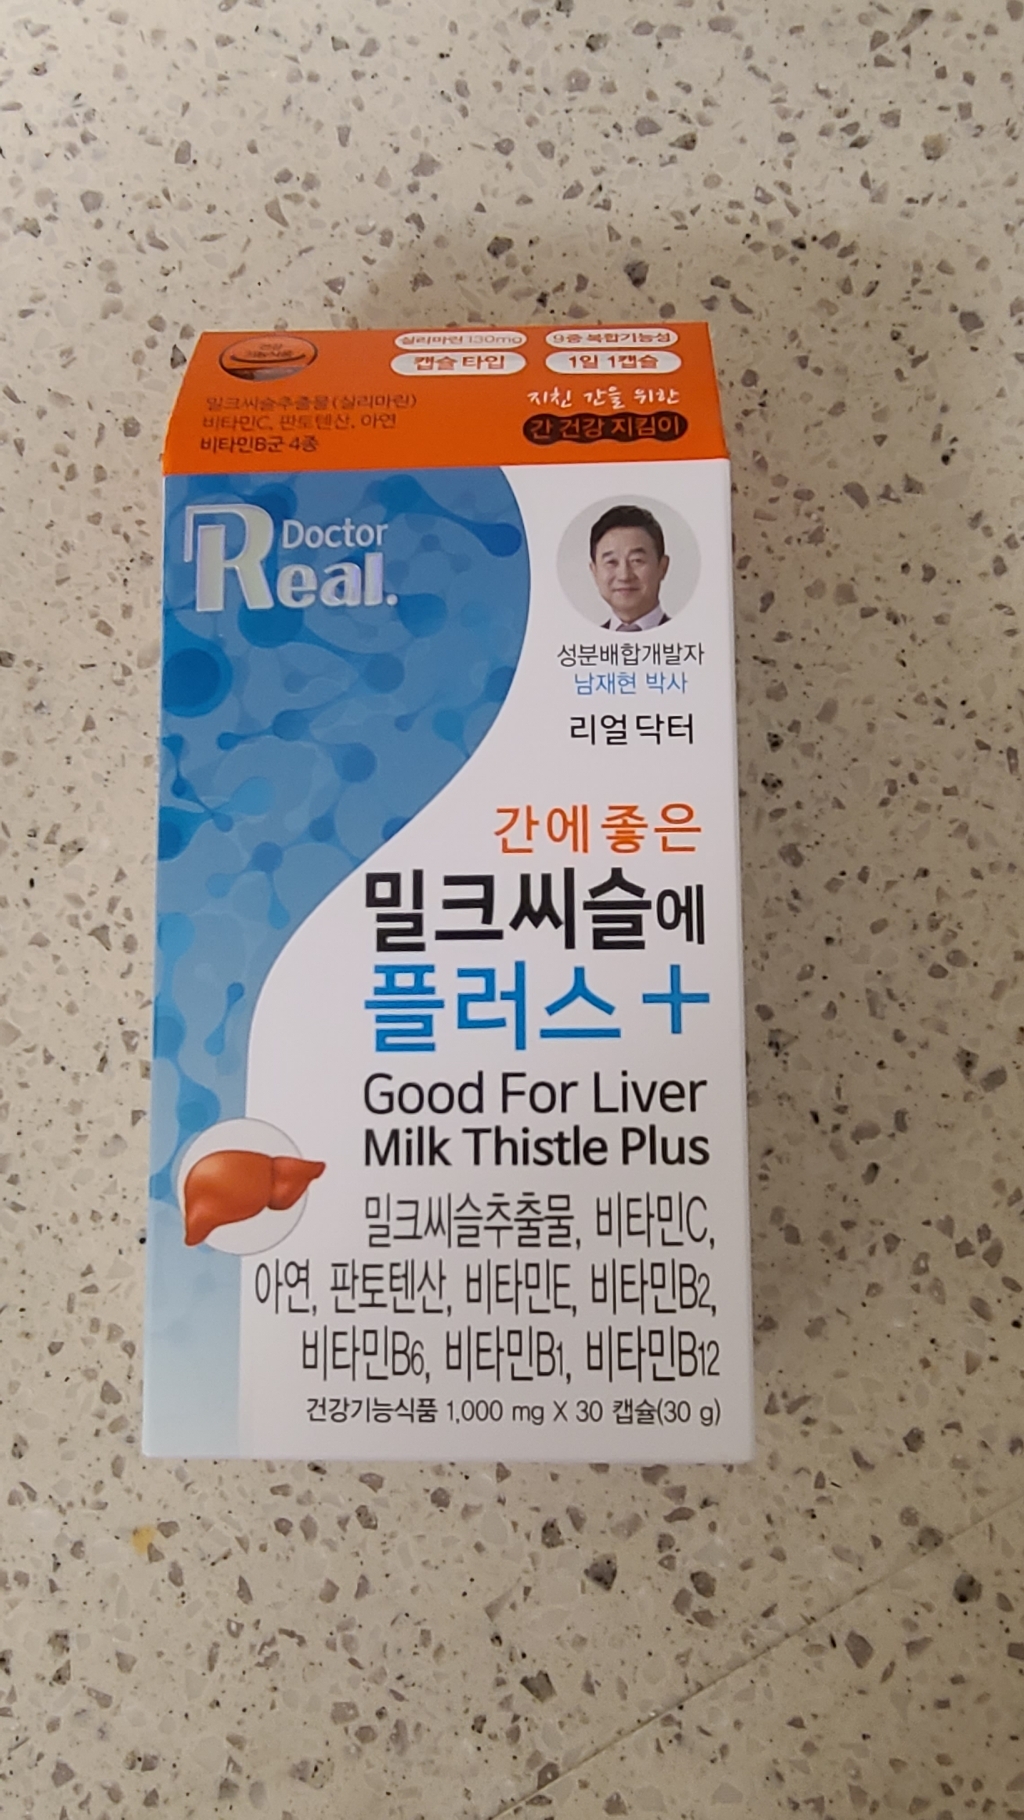 건강
기능식품
실리마린 130mg
9중 복합기능성
캡슐 타입
1일 1캡슐
밀크씨슬추출물(실리마린)
비타민C, 판토텐산, 아연
비타민B군 4종
지친 간을 위한
간 건강 지킴이
Doctor
Real.
성분배합개발자
남재현 박사
리얼닥터
간에 좋은
밀크씨슬에
플러스+
Good For Liver
Milk Thistle Plus
밀크씨슬추출물, 비타민C,
아연, 판토텐산, 비타민E, 비타민B2,
비타민B6, 비타민B1, 비타민B12
건강기능식품 1,000 mg X 30 캡슐(30 g)